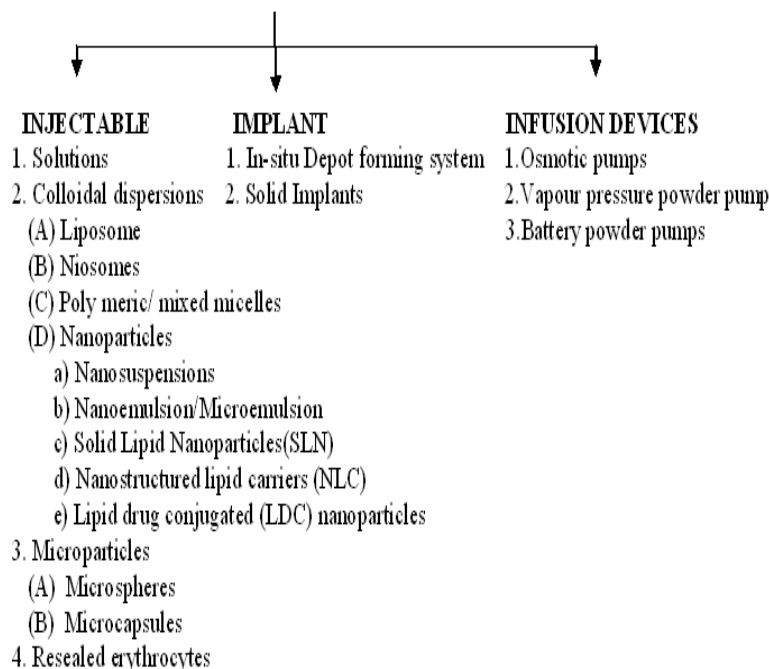 INJECTABLE
1. Solutions
2. Colloidal dispersions
(A) Liposome
(B) Niosomes
(C) Poly meric/ mixed micelles
(D) Nanoparticles
a) Nanosuspensions
b) Nanoemulsion/Microemulsion
c) Solid Lipid Nanoparticles(SLN)
d) Nanostructured lipid carriers (NLC)
e) Lipid drug conjugated (LDC) nanoparticles
3. Microparticles
(A) Microspheres
(B) Microcapsules
4. Resealed erythrocytes
IMPLANT
1. In-situ Depot forming system
2. Solid Implants
INFUSION DEVICES
1.Osmotic pumps
2.Vapour pressure powder pump
3.Battery powder pumps